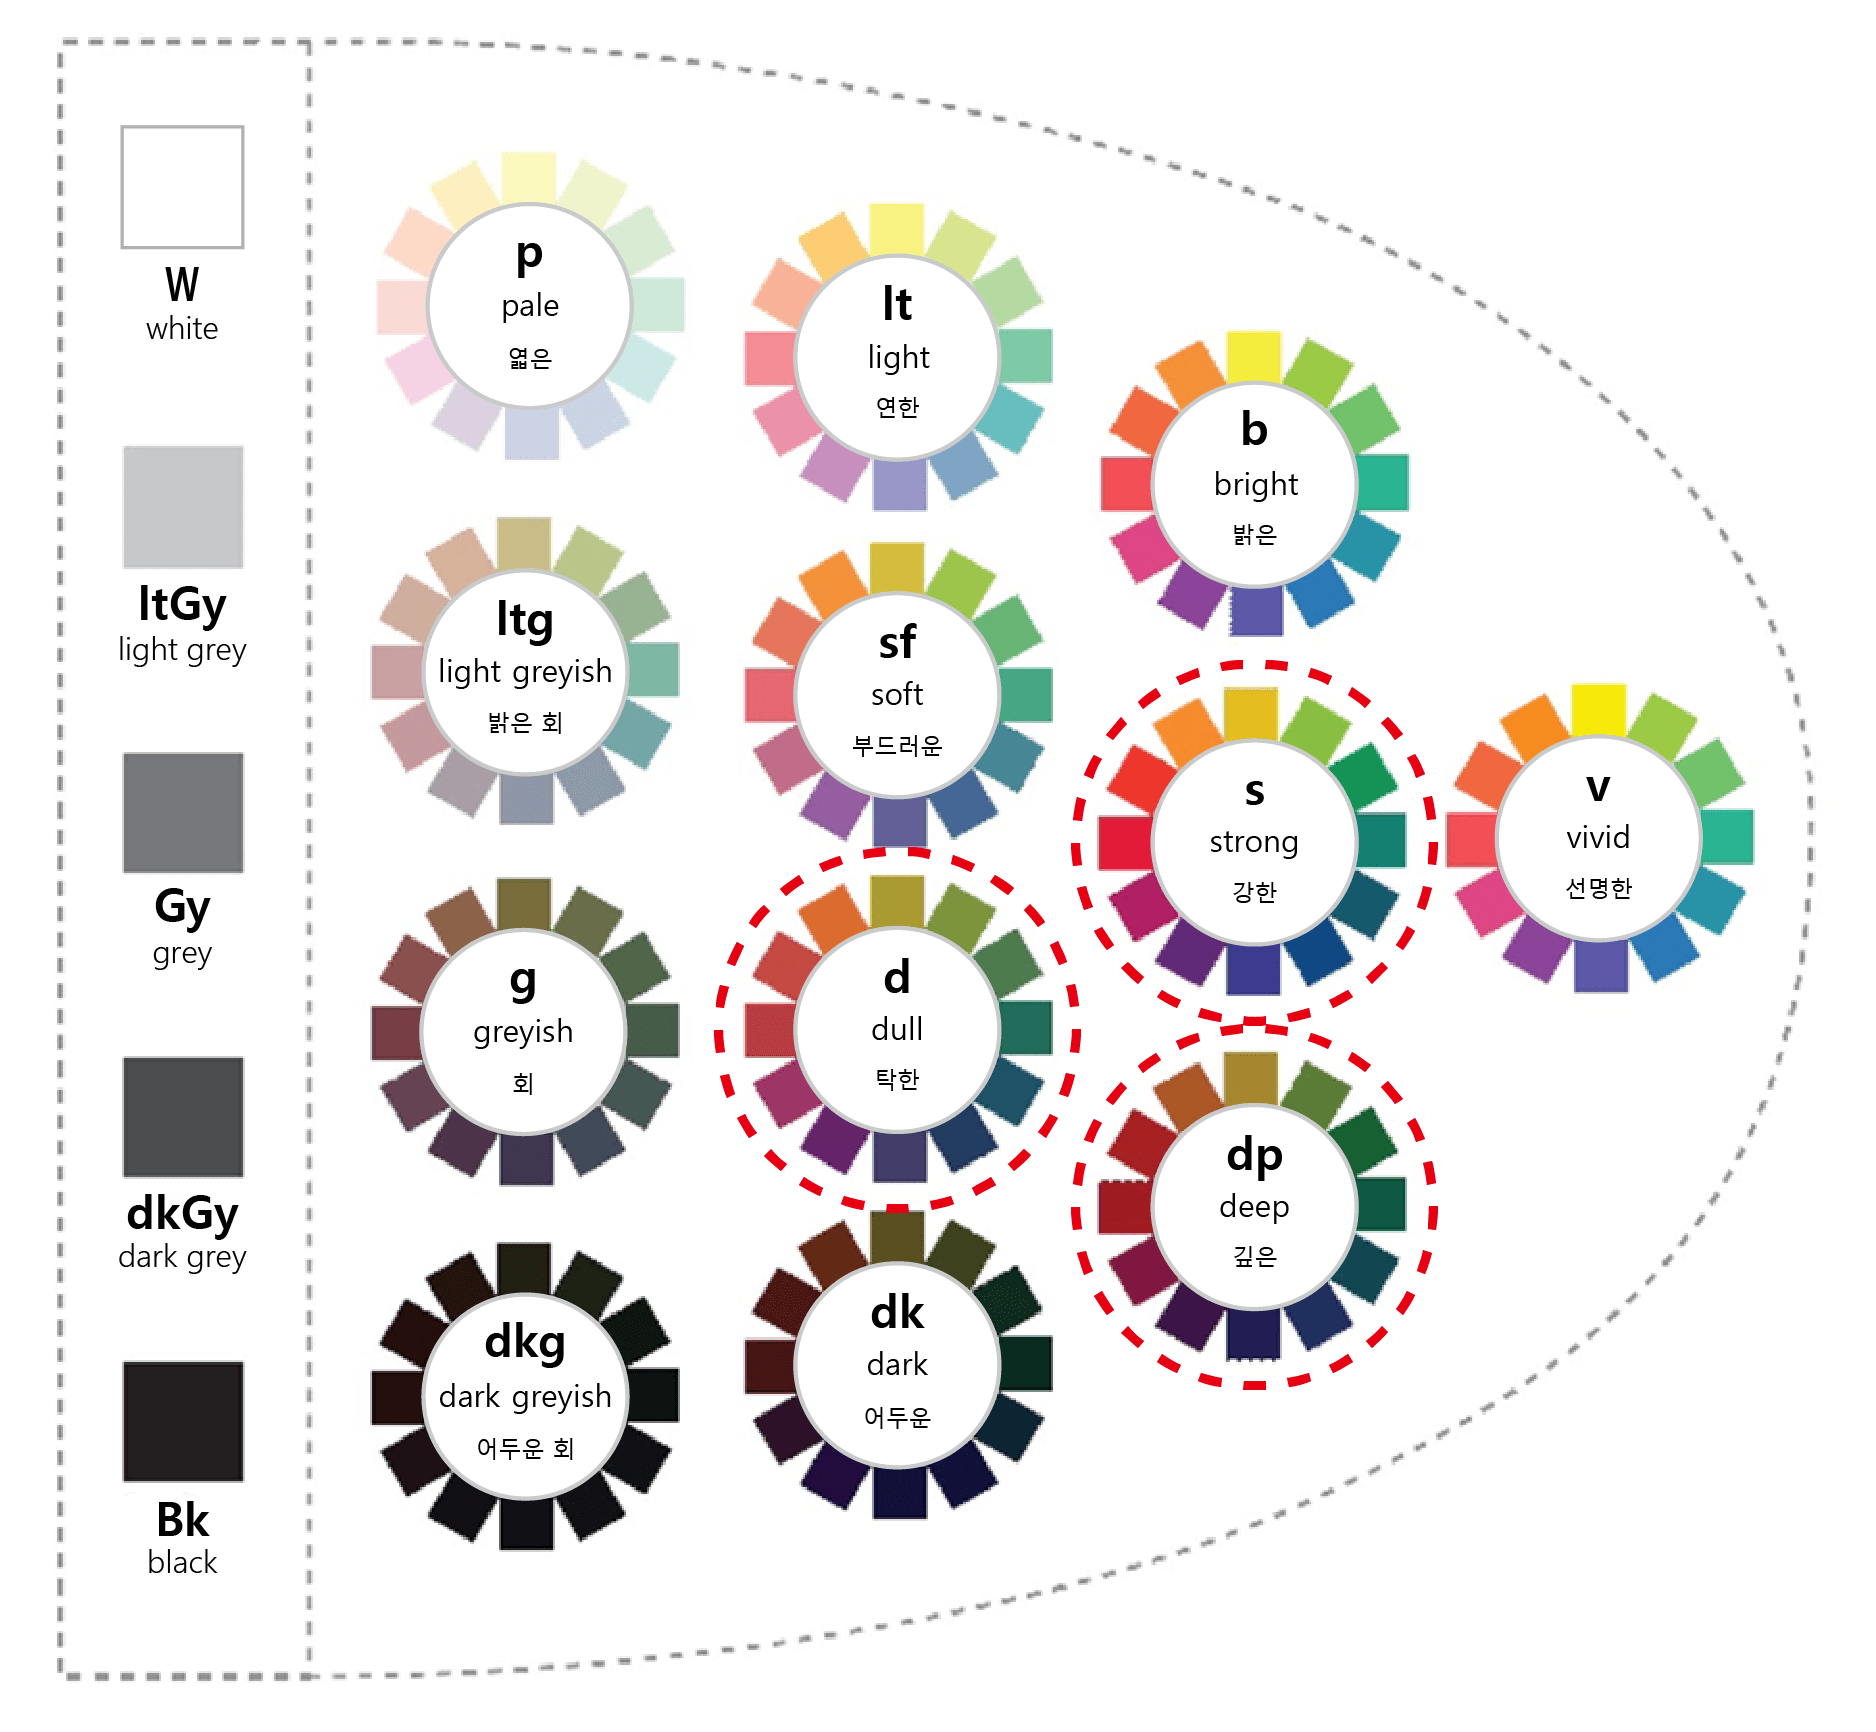 W
white
ltGy
light grey
Gy
grey
dkGy
dark grey
Bk
black
p
pale
엷은
ltg
light greyish
밝은 회
g
greyish
회
dkg
dark greyish
어두운 회
lt
light
연한
sf
soft
부드러운
d
dull
탁한
dk
dark
어두운
b
bright
밝은
s
strong
강한
dp
deep
깊은
v
vivid
선명한